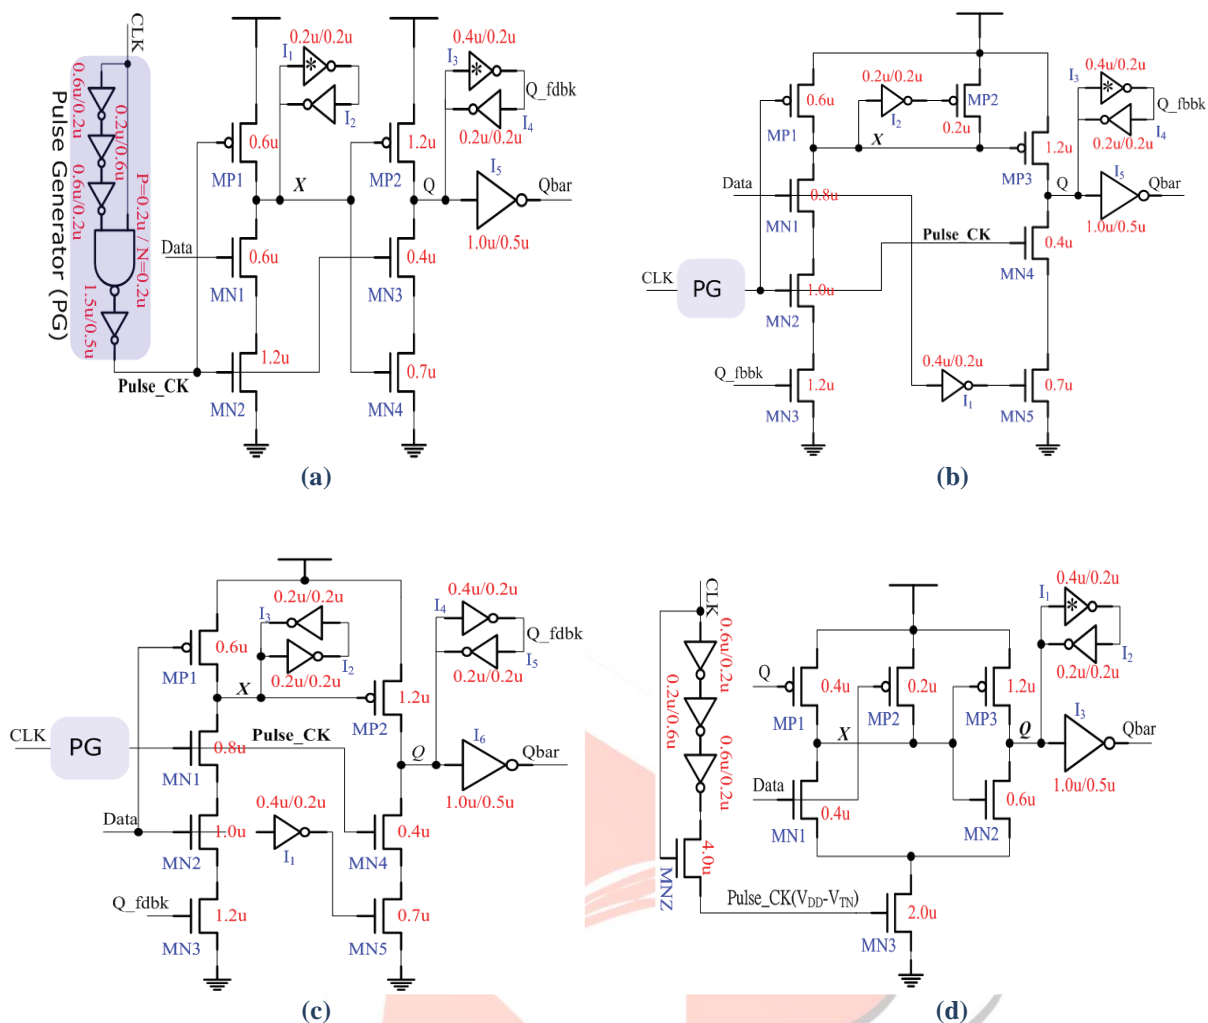 CLK
0.6u/0.2u
0.2u/0.6u
0.6u/0.2u
P=0.2u / N=0.2u
1.5u/0.5u
Pulse Generator (PG)
Pulse_CK
0.2u/0.2u
I1
*
I2
0.4u/0.2u
I3
*
Q_fdbk
I4
0.2u/0.2u
0.6u
MP1
1.2u
MP2
X
Q
I5
Qbar
1.0u/0.5u
Data
0.6u
MN1
0.4u
MN3
1.2u
MN2
0.7u
MN4
(a)
0.6u
MP1
0.2u/0.2u
I2
MP2
0.2u
0.4u/0.2u
I3
*
Q_fbbk
I4
0.2u/0.2u
X
1.2u
MP3
Q
I5
Qbar
1.0u/0.5u
Data
0.8u
MN1
Pulse_CK
0.4u
MN4
CLK
PG
1.0u
MN2
0.4u/0.2u
I1
Q_fbbk
1.2u
MN3
0.7u
MN5
(b)
0.2u/0.2u
I3
I2
0.2u/0.2u
0.4u/0.2u
I4
Q_fdbk
I5
0.2u/0.2u
0.6u
MP1
X
1.2u
MP2
CLK
PG
0.8u
MN1
Pulse_CK
Q
I6
Qbar
1.0u/0.5u
Data
1.0u
MN2
0.4u/0.2u
I1
0.4u
MN4
Q_fdbk
1.2u
MN3
0.7u
MN5
(c)
CLK
0.6u/0.2u
0.2u/0.6u
0.6u/0.2u
4.0u
MNZ
Pulse_CK(VDD-VTN)
0.4u/0.2u
I1
*
I2
0.2u/0.2u
Q
0.4u
MP1
0.2u
MP2
1.2u
MP3
X
Q
I3
Qbar
1.0u/0.5u
Data
0.4u
MN1
0.6u
MN2
2.0u
MN3
(d)